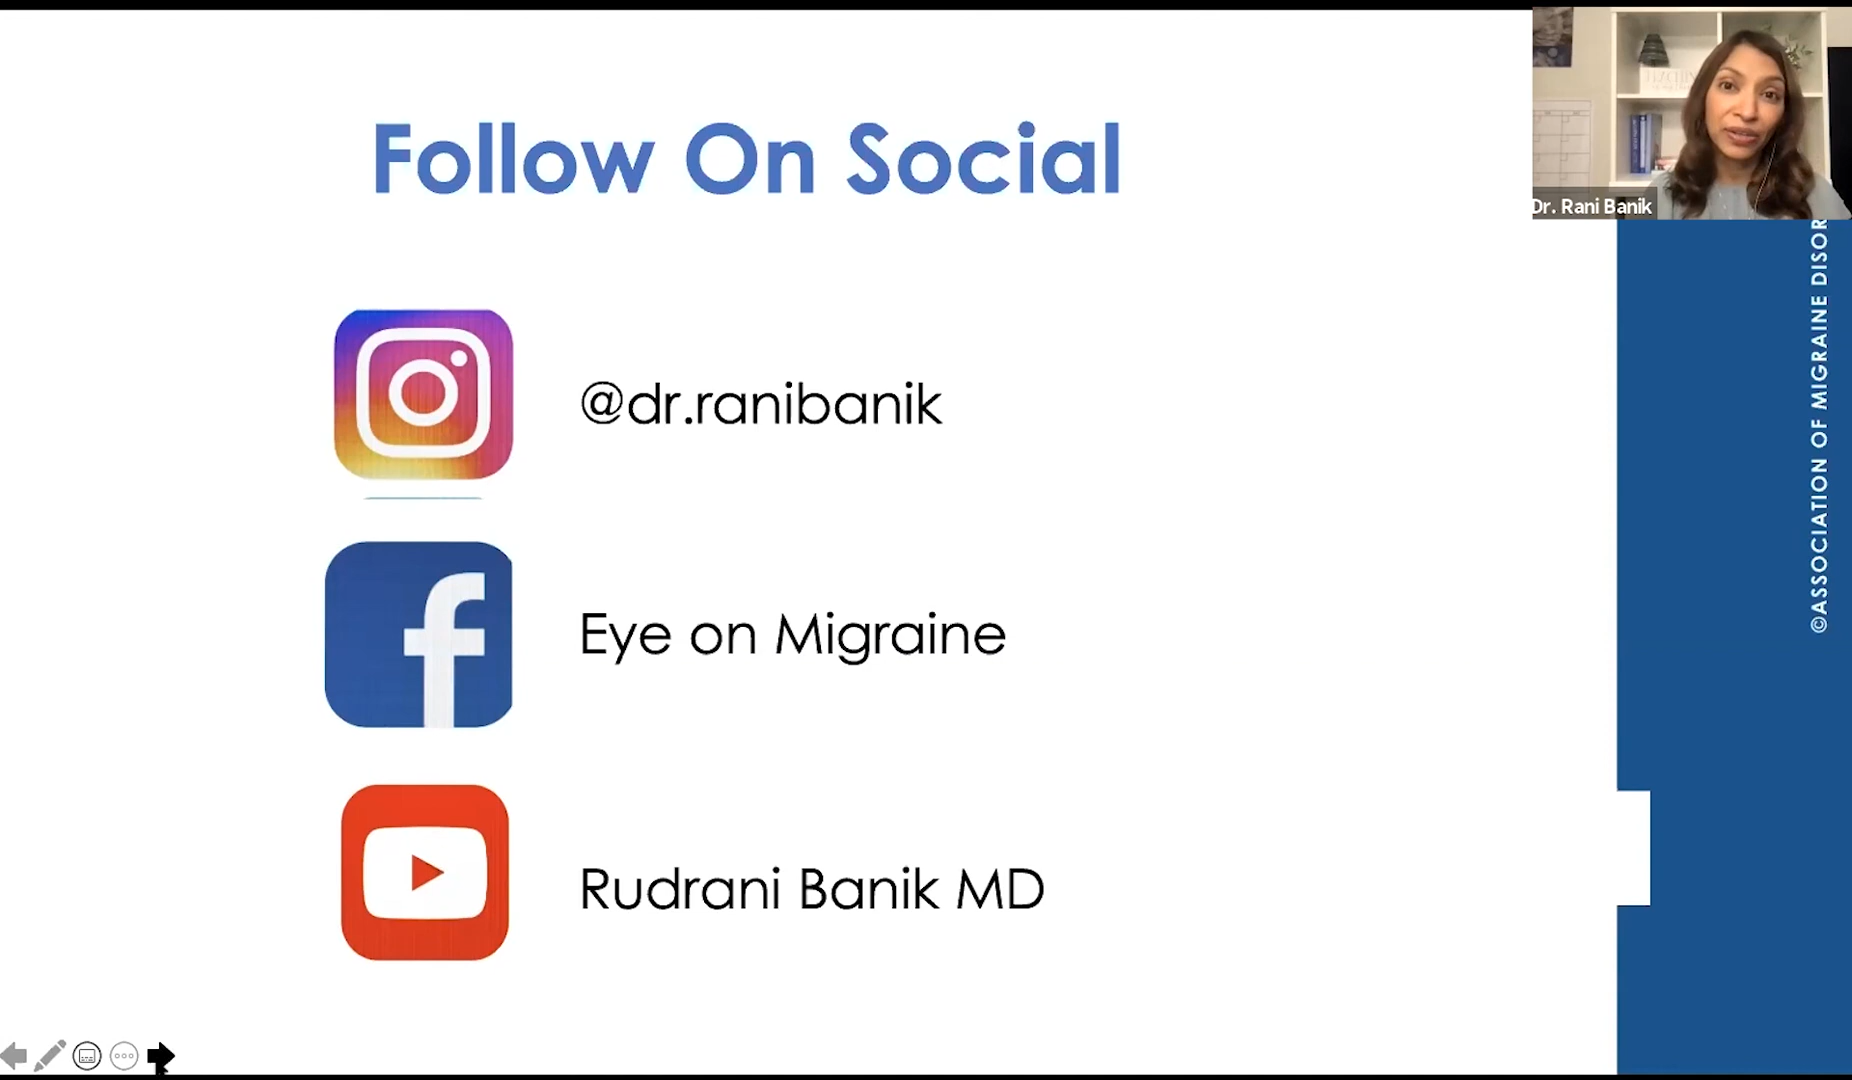 Follow On Social
@dr.ranibanik
Eye on Migraine
Rudrani Banik MD
Dr. Rani Banik
©ASSOCIATION OF MIGRAINE DISOR